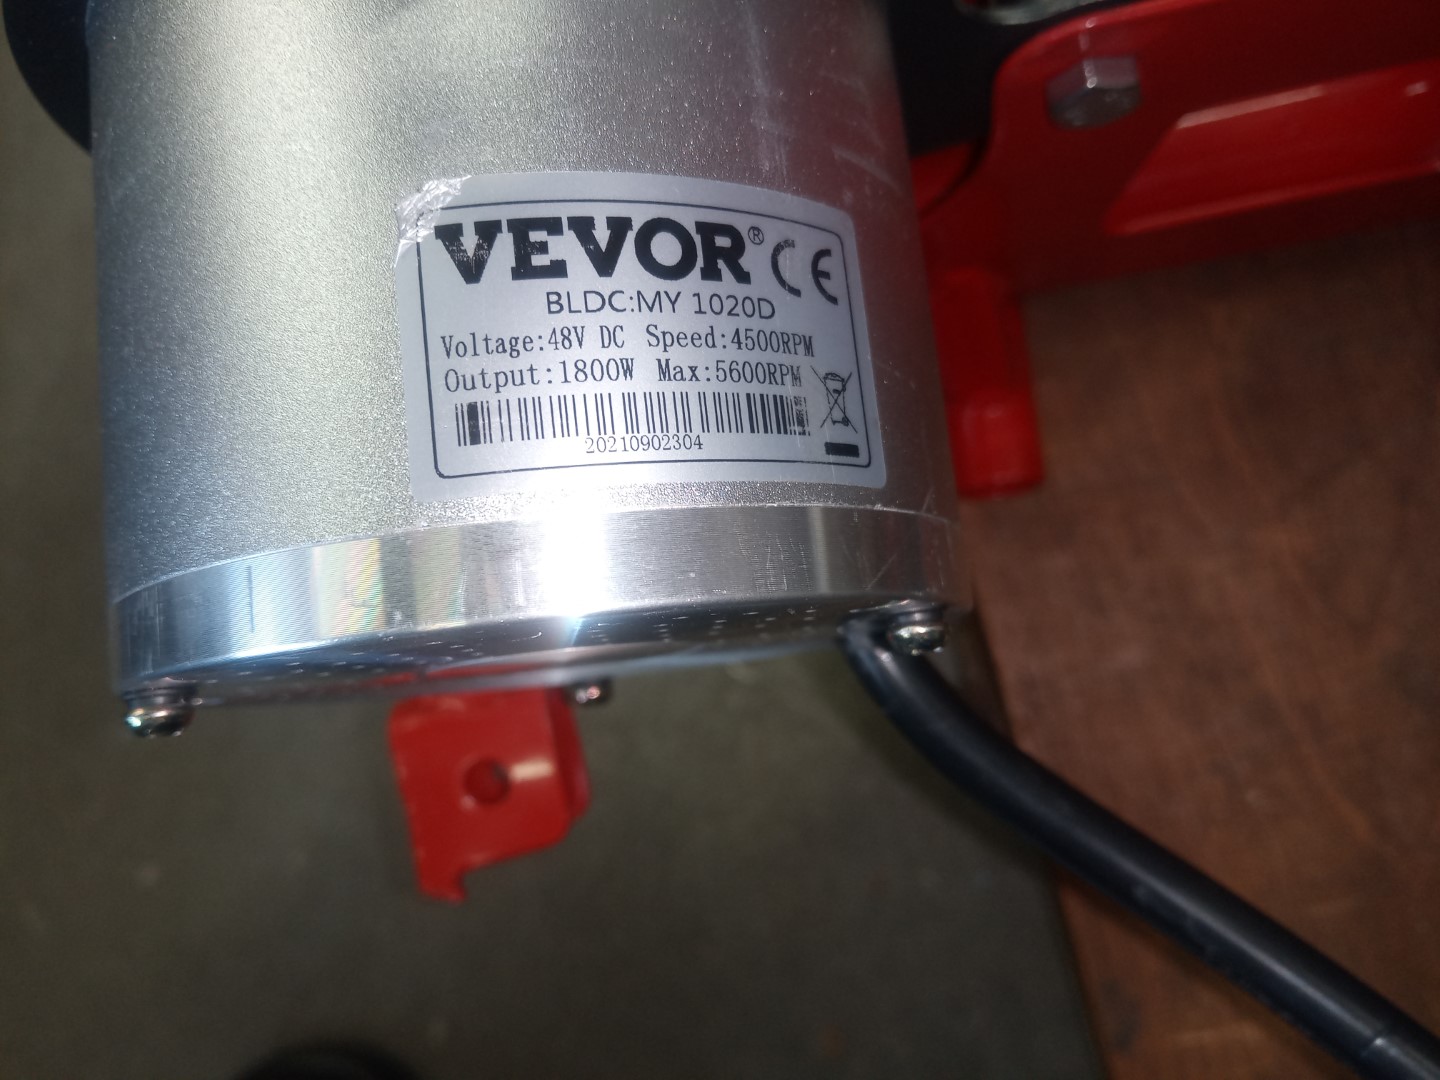 VEVOR® CE
BLDC:MY 1020D
Voltage:48V DC Speed:4500RPM
Output:1800W Max:5600RPM
20210902304